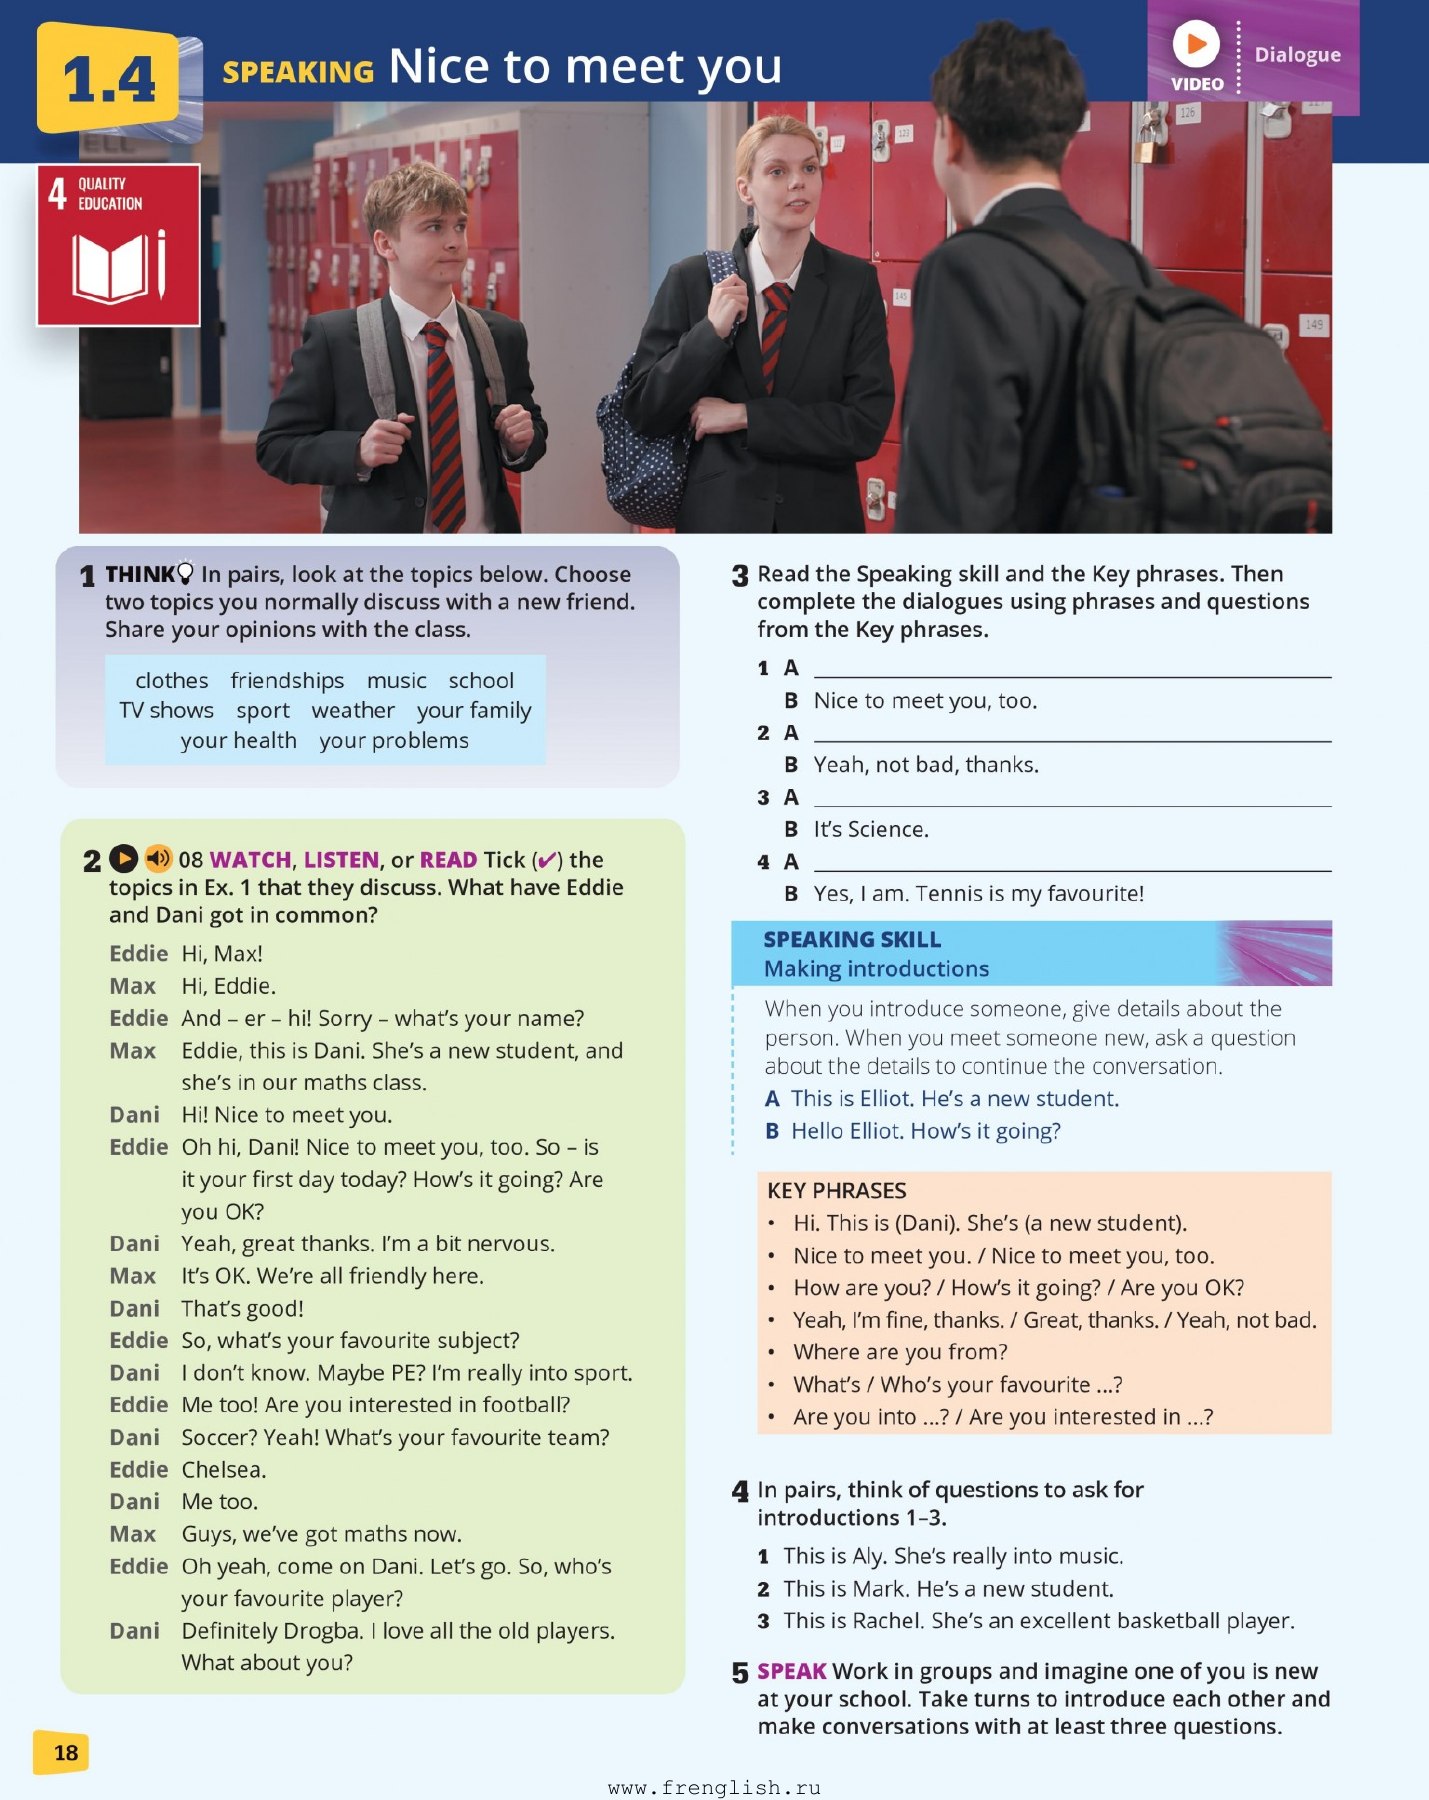 1.4
SPEAKING Nice to meet you
VIDEO
Dialogue
4 QUALITY
EDUCATION
123
126
127
145
149
1 THINK In pairs, look at the topics below. Choose
two topics you normally discuss with a new friend.
Share your opinions with the class.
clothes friendships music school
TV shows sport weather your family
your health your problems
2 08 WATCH, LISTEN, or READ Tick (✔) the
topics in Ex. 1 that they discuss. What have Eddie
and Dani got in common?
Eddie Hi, Max!
Max Hi, Eddie.
Eddie And – er – hi! Sorry – what's your name?
Max Eddie, this is Dani. She's a new student, and
she's in our maths class.
Dani Hi! Nice to meet you.
Eddie Oh hi, Dani! Nice to meet you, too. So – is
it your first day today? How's it going? Are
you OK?
Dani Yeah, great thanks. I'm a bit nervous.
Max It's OK. We're all friendly here.
Dani That's good!
Eddie So, what's your favourite subject?
Dani I don't know. Maybe PE? I'm really into sport.
Eddie Me too! Are you interested in football?
Dani Soccer? Yeah! What's your favourite team?
Eddie Chelsea.
Dani Me too.
Max Guys, we've got maths now.
Eddie Oh yeah, come on Dani. Let's go. So, who's
your favourite player?
Dani Definitely Drogba. I love all the old players.
What about you?
18
3 Read the Speaking skill and the Key phrases. Then
complete the dialogues using phrases and questions
from the Key phrases.
1 A
B Nice to meet you, too.
2 A
B Yeah, not bad, thanks.
3 A
B It's Science.
4 A
B Yes, I am. Tennis is my favourite!
SPEAKING SKILL
Making introductions
When you introduce someone, give details about the
person. When you meet someone new, ask a question
about the details to continue the conversation.
A This is Elliot. He's a new student.
B Hello Elliot. How's it going?
KEY PHRASES
• Hi. This is (Dani). She's (a new student).
• Nice to meet you. / Nice to meet you, too.
• How are you? / How's it going? / Are you OK?
• Yeah, I'm fine, thanks. / Great, thanks. / Yeah, not bad.
• Where are you from?
• What's / Who's your favourite ...?
• Are you into ...? / Are you interested in ...?
4 In pairs, think of questions to ask for
introductions 1–3.
1 This is Aly. She's really into music.
2 This is Mark. He's a new student.
3 This is Rachel. She's an excellent basketball player.
5 SPEAK Work in groups and imagine one of you is new
at your school. Take turns to introduce each other and
make conversations with at least three questions.
www.frenglish.ru